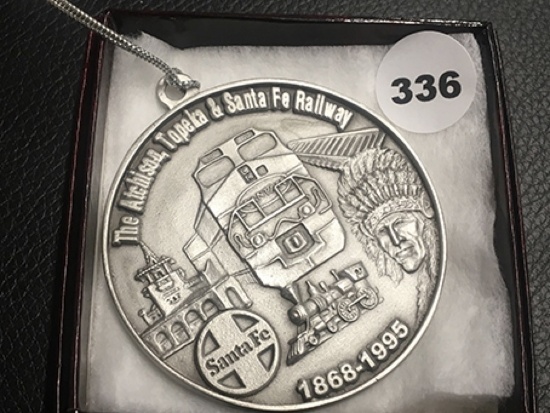 336
The Atchison, Topeka & Santa Fe Railway
Santa Fe
1868-1995